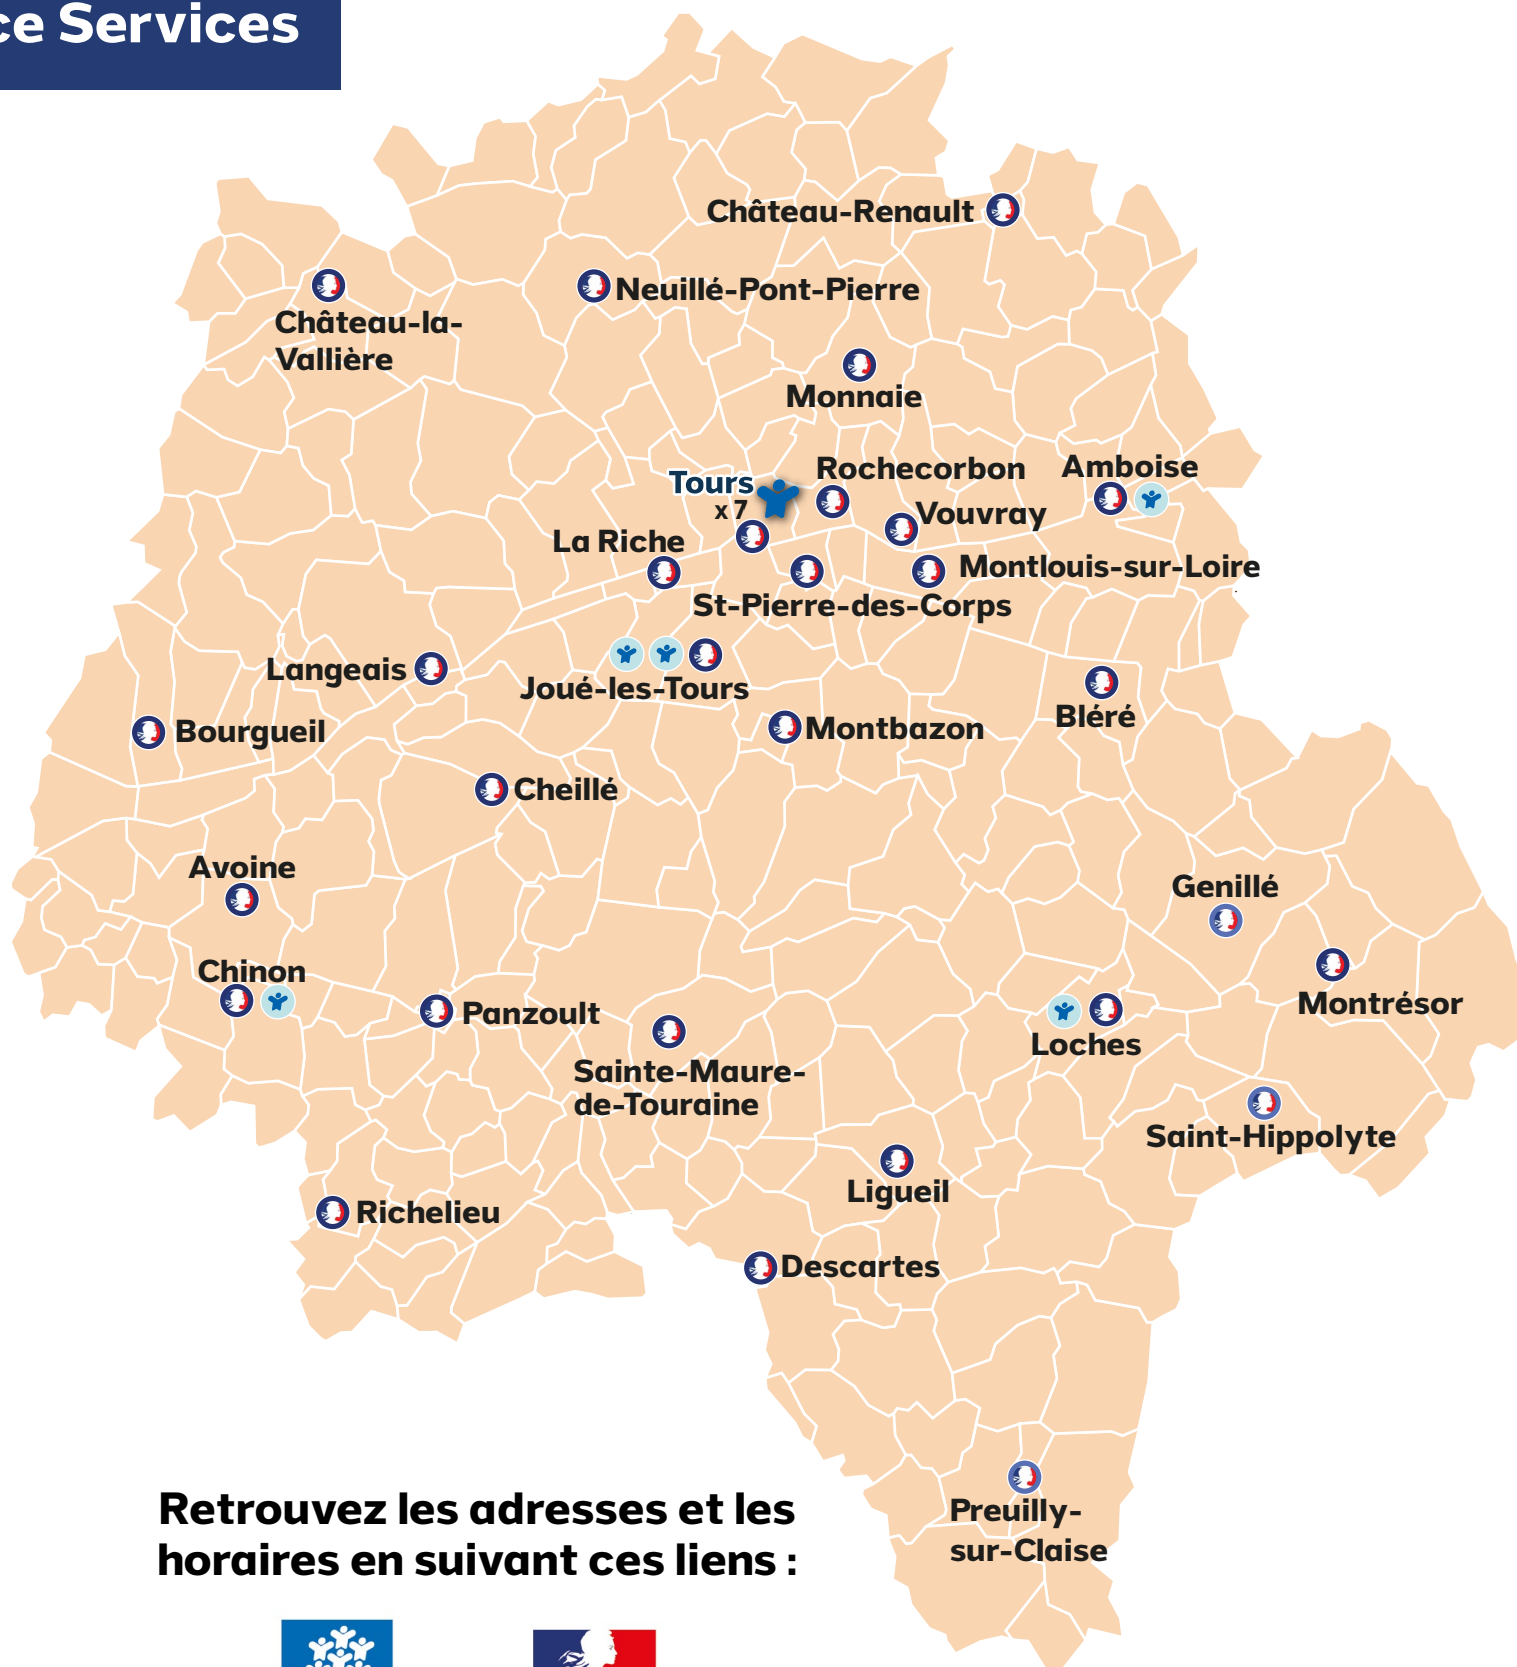 ce Services
Château-Renault
Neuillé-Pont-Pierre
Château-la-
Vallière
Monnaie
Rochecorbon
Amboise
Tours
x 7
Vouvray
La Riche
Montlouis-sur-Loire
St-Pierre-des-Corps
Langeais
Joué-les-Tours
Bléré
Bourgueil
Montbazon
Cheillé
Avoine
Genillé
Chinon
Montrésor
Panzoult
Loches
Sainte-Maure-
de-Touraine
Saint-Hippolyte
Ligueil
Richelieu
Descartes
Preuilly-
sur-Claise
Retrouvez les adresses et les
horaires en suivant ces liens :